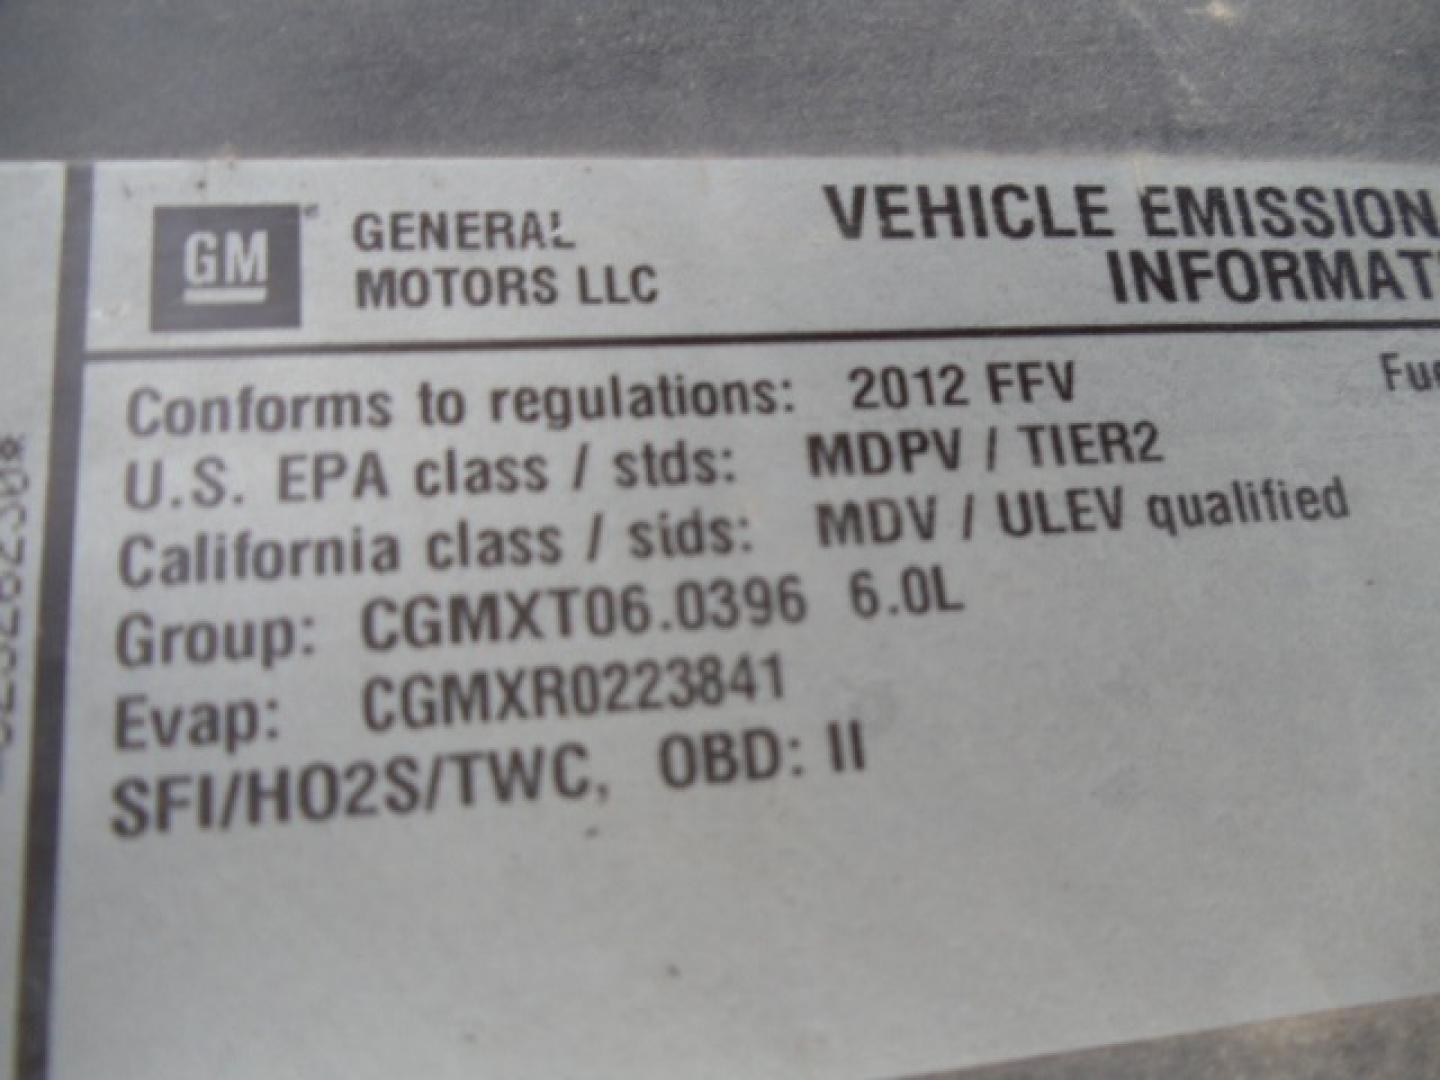 GM GENERAL
MOTORS LLC
VEHICLE EMISSION
INFORMAT
Conforms to regulations: 2012 FFV
U.S. EPA class / stds: MDPV / TIER2
California class / sids: MDV / ULEV qualified
Group: CGMXT06.0396 6.0L
Evap: CGMXR0223841
SFI/HO2S/TWC, OBD: II